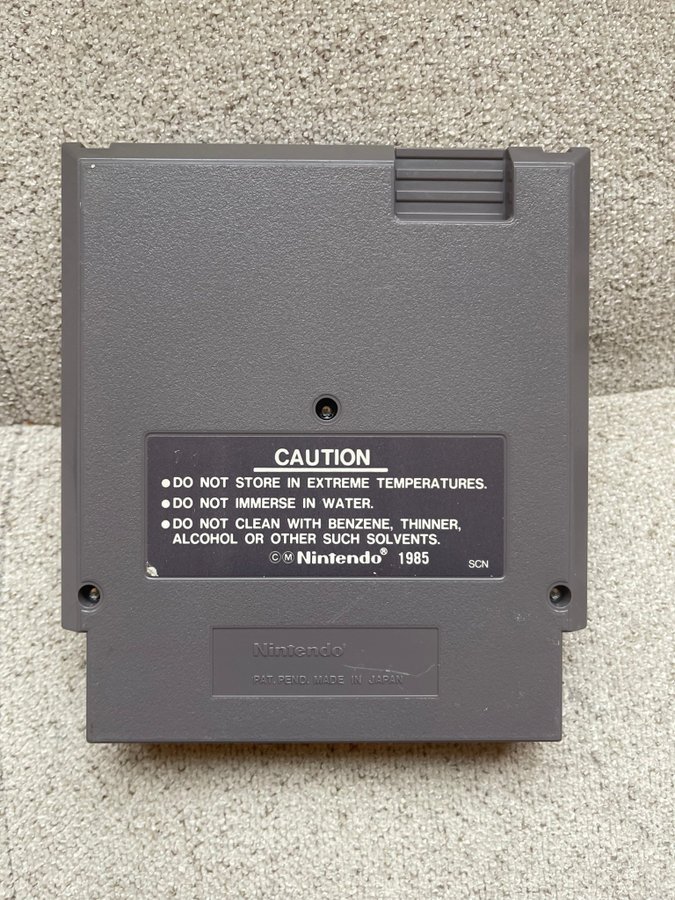 CAUTION
●DO NOT STORE IN EXTREME TEMPERATURES.
●DO NOT IMMERSE IN WATER.
●DO NOT CLEAN WITH BENZENE, THINNER,
ALCOHOL OR OTHER SUCH SOLVENTS.
ⒸⓂ Nintendo® 1985 SCN
Nintendo®
PAT. PEND. MADE IN JAPAN